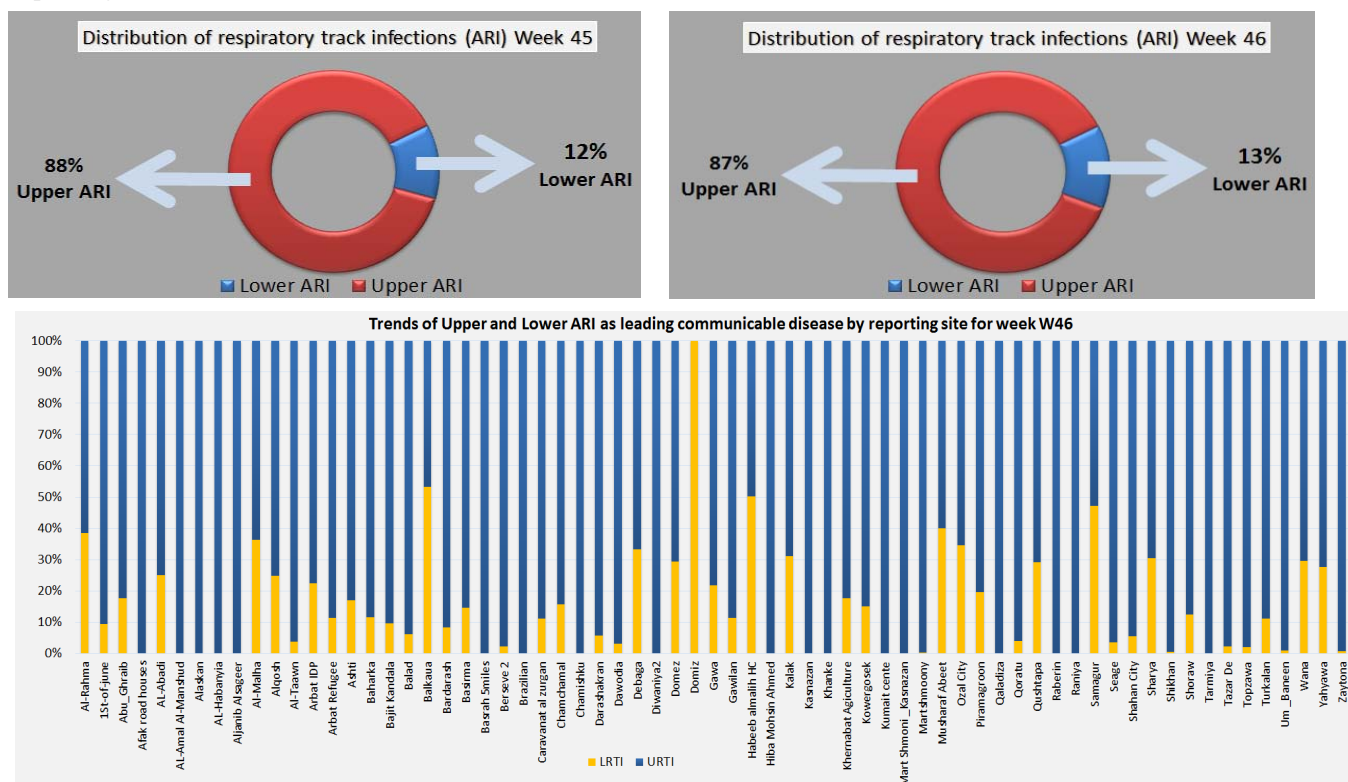 Distribution of respiratory track infections (ARI) Week 45
88%
Upper ARI
12%
Lower ARI
Lower ARI
Upper ARI
Distribution of respiratory track infections (ARI) Week 46
87%
Upper ARI
13%
Lower ARI
Lower ARI
Upper ARI
Trends of Upper and Lower ARI as leading communicable disease by reporting site for week W46
100%
90%
80%
70%
60%
50%
40%
30%
20%
10%
0%
Al-Rahma
1St-of-june
Abu_Ghraib
Afak road houses
AL-Abadi
AL-Amal Al-Manshud
Alaskan
AL-Habanyia
Aljanib Alsageer
Al-Malha
Alqosh
Al-Taawn
Arbat IDP
Arbat Refugee
Ashti
Baharka
Bajit Kandala
Balad
Balkaua
Bardarash
Basirma
Basrah Smiles
Berseve 2
Brazilian
Caravanat al zurgan
Chamchamal
Chamishku
Darashakran
Dawodia
Debaga
Diwaniya2
Domez
Domiz
Gawa
Gawilan
Habeeb almalih HC
Hiba Mohsin Ahmed
Kalak
Kasnazan
Khanke
Khernabat Agiculture
Kowergosek
Kumait cente
Mart Shmoni _Kasnazan
Martshmoony
Musharaf Abeet
Ozal City
Piramagroon
Qaladiza
Qoratu
Qushtapa
Raberin
Raniya
Samagur
Seage
Shahan City
Sharya
Shikhan
Shoraw
Tarmiya
Tazar De
Topzawa
Turkalan
Um _Baneen
Wana
Yahyawa
Zaytona
LRTI
URTI